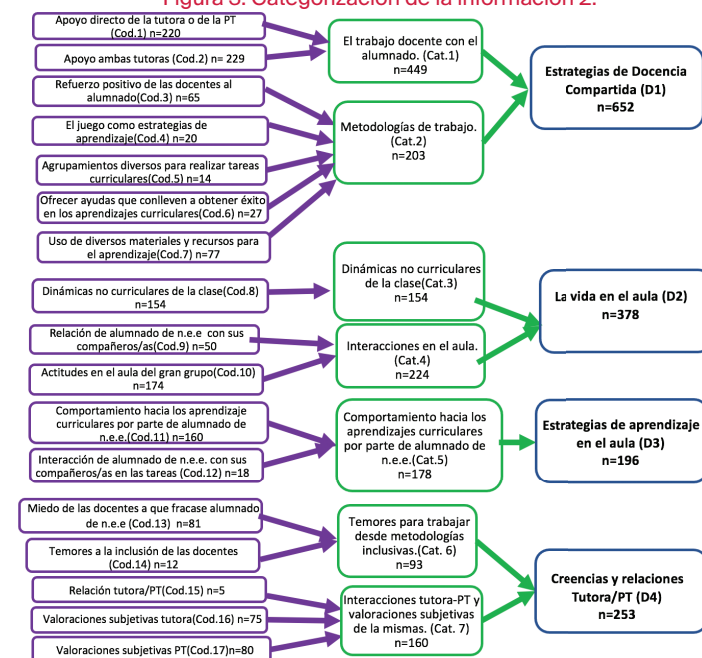 Figura 3. Categorización de la información 2.
Apoyo directo de la tutora o de la PT
(Cod.1) n=220
Apoyo ambas tutoras (Cod.2) n= 229
Refuerzo positivo de las docentes al
alumnado(Cod.3) n=65
El juego como estrategias de
aprendizaje(Cod.4) n=20
Agrupamientos diversos para realizar tareas
curriculares(Cod.5) n=14
Ofrecer ayudas que conlleven a obtener éxito
en los aprendizajes curriculares(Cod.6) n=27
Uso de diversos materiales y recursos para
el aprendizaje(Cod.7) n=77
Dinámicas no curriculares de la clase(Cod.8)
n=154
Relación de alumnado de n.e.e con sus
compañeros/as(Cod.9) n=50
Actitudes en el aula del gran grupo(Cod.10)
n=174
Comportamiento hacia los aprendizaje
curriculares por parte de alumnado de
n.e.e.(Cod.11) n=160
Interacción de alumnado de n.e.e. con sus
compañeros/as en las tareas (Cod.12) n=18
Miedo de las docentes a que fracase alumnado
de n.e.e (Cod.13) n=81
Temores a la inclusión de las docentes
(Cod.14) n=12
Relación tutora/PT(Cod.15) n=5
Valoraciones subjetivas tutora(Cod.16) n=75
Valoraciones subjetivas PT(Cod.17)n=80
El trabajo docente con el
alumnado. (Cat.1)
n=449
Metodologías de trabajo.
(Cat.2)
n=203
Dinámicas no curriculares
de la clase(Cat.3)
n=154
Interacciones en el aula.
(Cat.4)
n=224
Comportamiento hacia los
aprendizajes curriculares
por parte de alumnado de
n.e.e.(Cat.5)
n=178
Temores para trabajar
desde metodologías
inclusivas.(Cat. 6)
n=93
Interacciones tutora-PT y
valoraciones subjetivas
de la mismas. (Cat. 7)
n=160
Estrategias de Docencia
Compartida (D1)
n=652
La vida en el aula (D2)
n=378
Estrategias de aprendizaje
en el aula (D3)
n=196
Creencias y relaciones
Tutora/PT (D4)
n=253